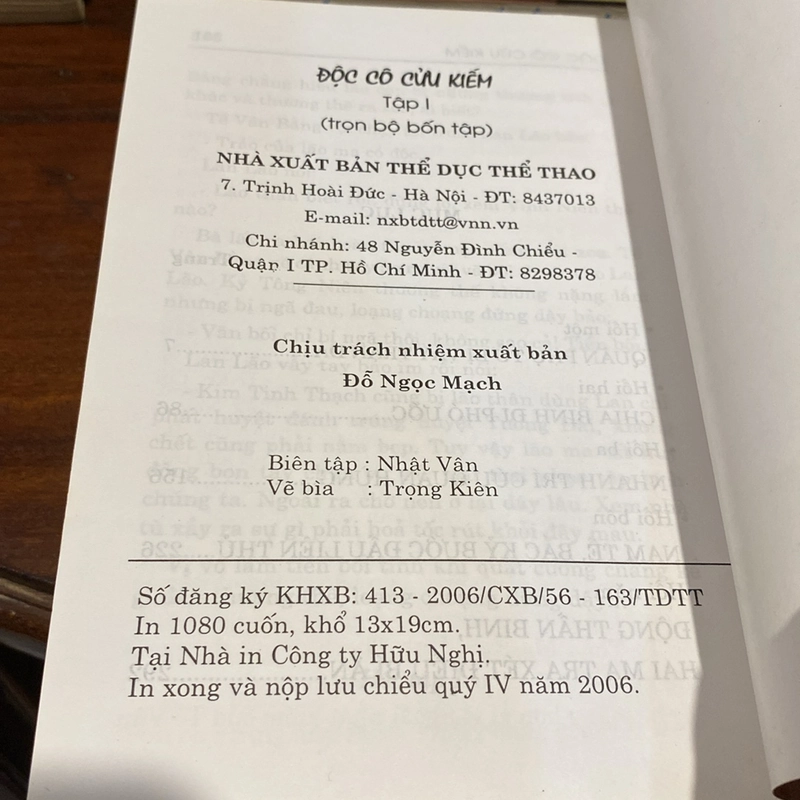 ĐỘC CÔ CỬU KIẾM
Tập I
(trọn bộ bốn tập)
NHÀ XUẤT BẢN THỂ DỤC THỂ THAO
7. Trịnh Hoài Đức - Hà Nội - ĐT: 8437013
E-mail: nxbtdtt@vnn.vn
Chi nhánh: 48 Nguyễn Đình Chiểu -
Quận I TP. Hồ Chí Minh - ĐT: 8298378
Chịu trách nhiệm xuất bản
Đỗ Ngọc Mạch
Biên tập : Nhật Vân
Vẽ bìa : Trọng Kiên
Số đăng ký KHXB: 413 - 2006/CXB/56 - 163/TDTT
In 1080 cuốn, khổ 13x19cm.
Tại Nhà in Công ty Hữu Nghị.
In xong và nộp lưu chiểu quý IV năm 2006.